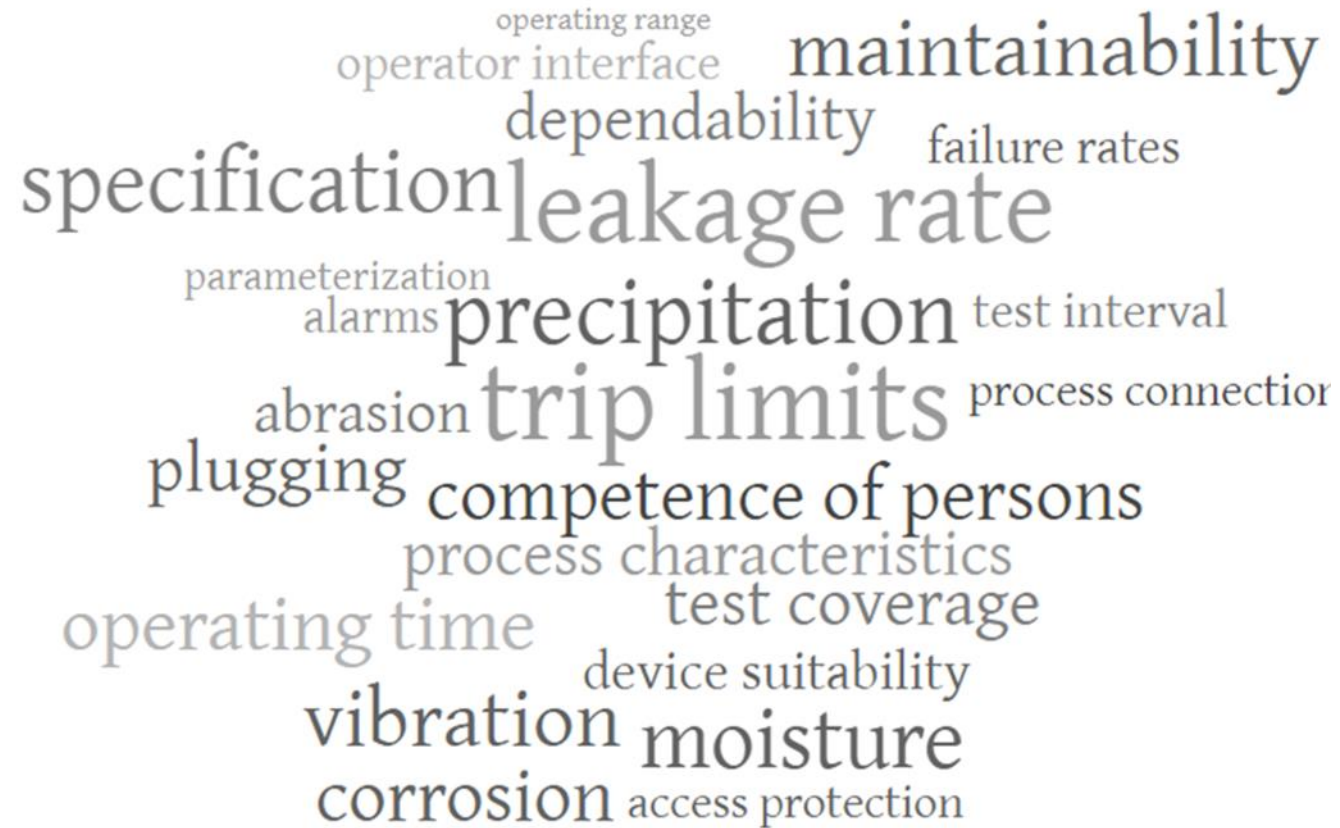 operating range
operator interface
maintainability
dependability
failure rates
specification
leakage rate
parameterization
alarms
precipitation
test interval
abrasion
trip limits
process connection
plugging
competence of persons
process characteristics
operating time
test coverage
device suitability
vibration
moisture
corrosion
access protection